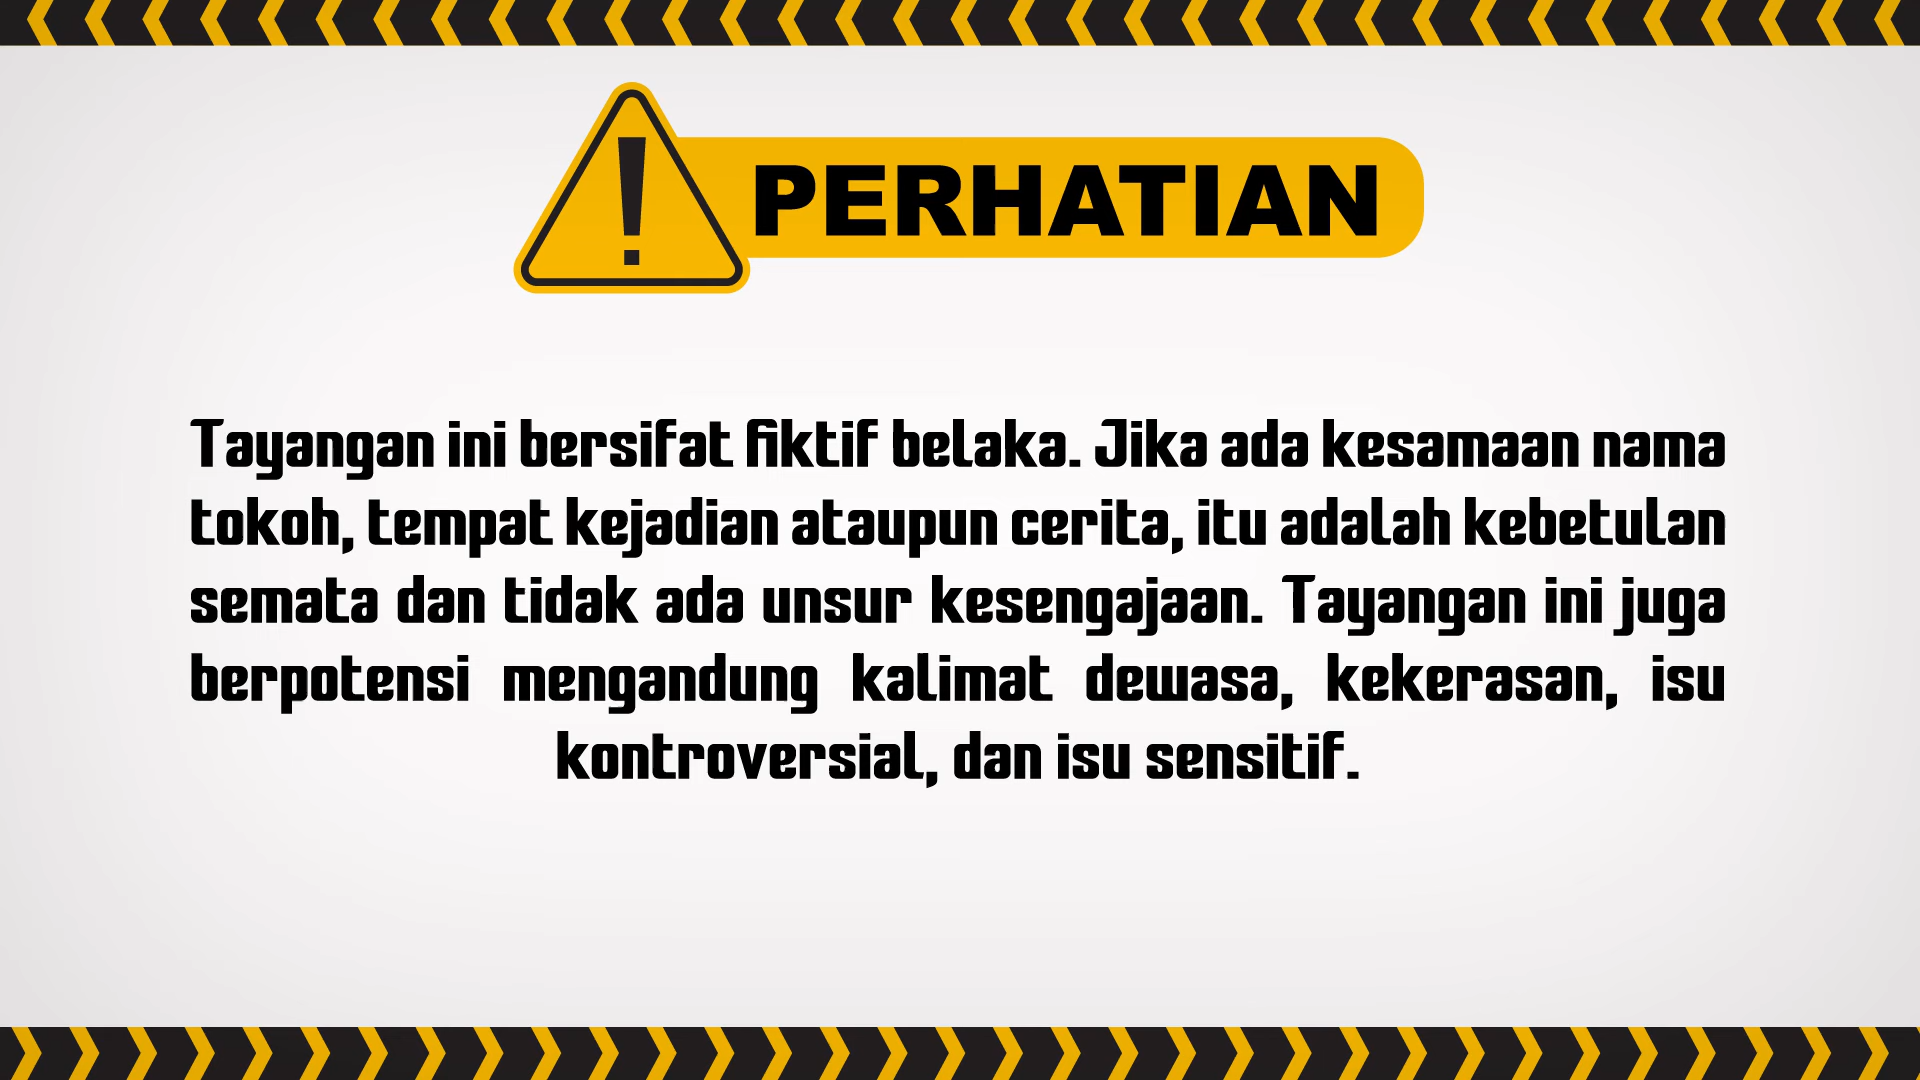 PERHATIAN
Tayangan ini bersifat fiktif belaka. Jika ada kesamaan nama
tokoh, tempat kejadian ataupun cerita, itu adalah kebetulan
semata dan tidak ada unsur kesengajaan. Tayangan ini juga
berpotensi mengandung kalimat dewasa, kekerasan, isu
kontroversial, dan isu sensitif.